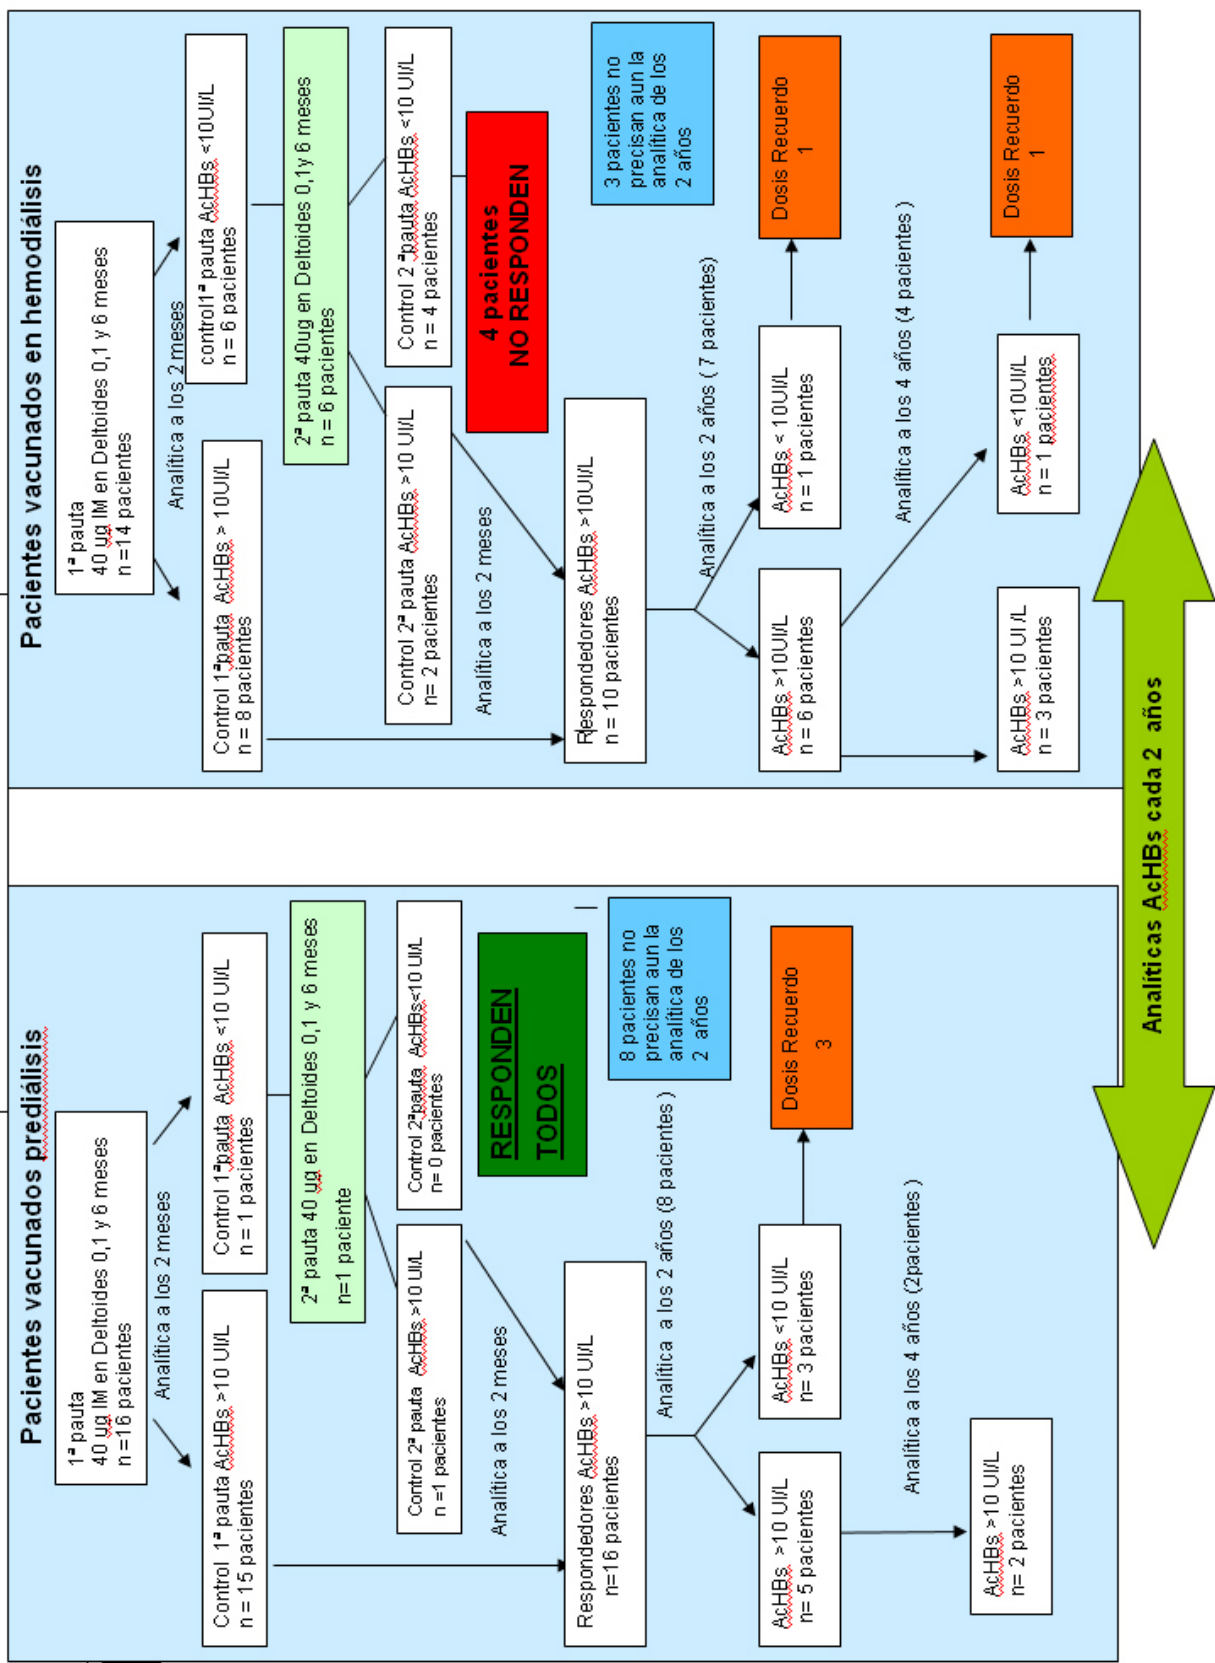 Pacientes vacunados prediálisis
1ª pauta
40 ug IM en Deltoides 0,1 y 6 meses
n=16 pacientes
Analítica a los 2 meses
Control 1ª pauta AcHBs >10 UI/L
n = 15 pacientes
Control 1ªpauta AcHBs <10 UI/L
n = 1 pacientes
2ª pauta 40 ug en Deltoides 0,1 y 6 meses
n=1 paciente
Control 2ª pauta AcHBs >10 UI/L
n =1 pacientes
Control 2ªpauta AcHBs<10 UI/L
n= 0 pacientes
Analítica a los 2 meses
RESPONDEN
TODOS
Respondedores AcHBs >10 UI/L
n=16 pacientes
8 pacientes no
precisan aun la
analítica de los
2 años
Analítica a los 2 años (8 pacientes )
AcHBs >10 UI/L
n= 5 pacientes
AcHBs <10 UI/L
n= 3 pacientes
Dosis Recuerdo
3
Analítica a los 4 años (2pacientes )
AcHBs >10 UI/L
n= 2 pacientes
Pacientes vacunados en hemodiálisis
1ª pauta
40 ug IM en Deltoides 0,1 y 6 meses
n =14 pacientes
Analítica a los 2 meses
Control 1ªpauta AcHBs > 10UI/L
n = 8 pacientes
control1ª pauta AcHBs <10UI/L
n = 6 pacientes
2ª pauta 40ug en Deltoides 0,1y 6 meses
n= 6 pacientes
Control 2ª pauta AcHBs >10 UI/L
n= 2 pacientes
Control 2 ªpauta AcHBs <10 UI/L
n = 4 pacientes
Analítica a los 2 meses
4 pacientes
NO RESPONDEN
Respondedores AcHBs >10UI/L
n = 10 pacientes
3 pacientes no
precisan aun la
analítica de los
2 años
Analítica a los 2 años ( 7 pacientes)
AcHBs >10UI/L
n = 6 pacientes
AcHBs < 10UI/L
n = 1 pacientes
Dosis Recuerdo
1
Analítica a los 4 años (4 pacientes )
AcHBs >10 UI /L
n= 3 pacientes
AcHBs <10UI/L
n = 1 pacientes
Dosis Recuerdo
1
Analíticas AcHBs cada 2 años